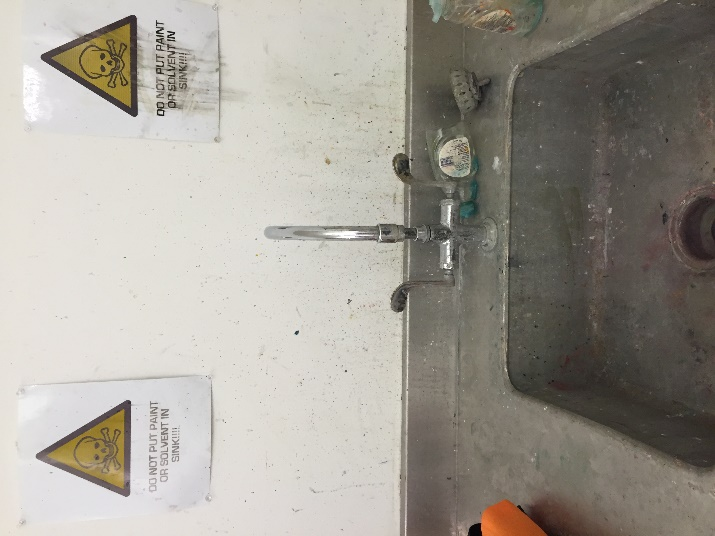 DO NOT PUT PAINT
OR SOLVENT IN
SINK!!!!
DO NOT PUT PAINT
OR SOLVENT IN
SINK!!!!